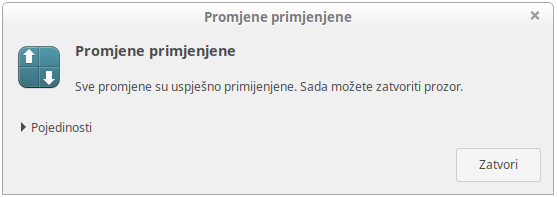 Promjene primjenjene
Promjene primjenjene
Sve promjene su uspješno primijenjene. Sada možete zatvoriti prozor.
Pojedinosti
Zatvori